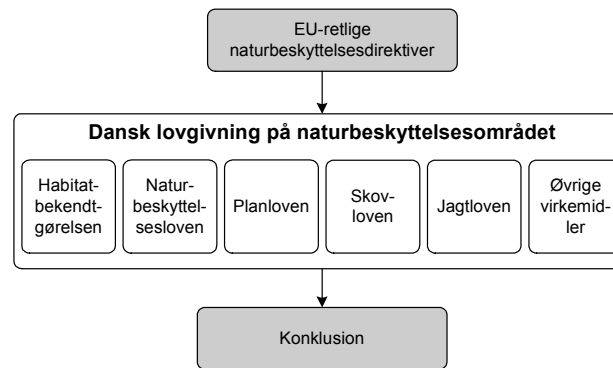 EU-retlige
naturbeskyttelsesdirektiver
Dansk lovgivning på naturbeskyttelsesområdet
Habitat-
bekendt-
gørelsen
Natur-
beskyttel-
sesloven
Planloven
Skov-
loven
Jagtloven
Øvrige
virkemid-
ler
Konklusion